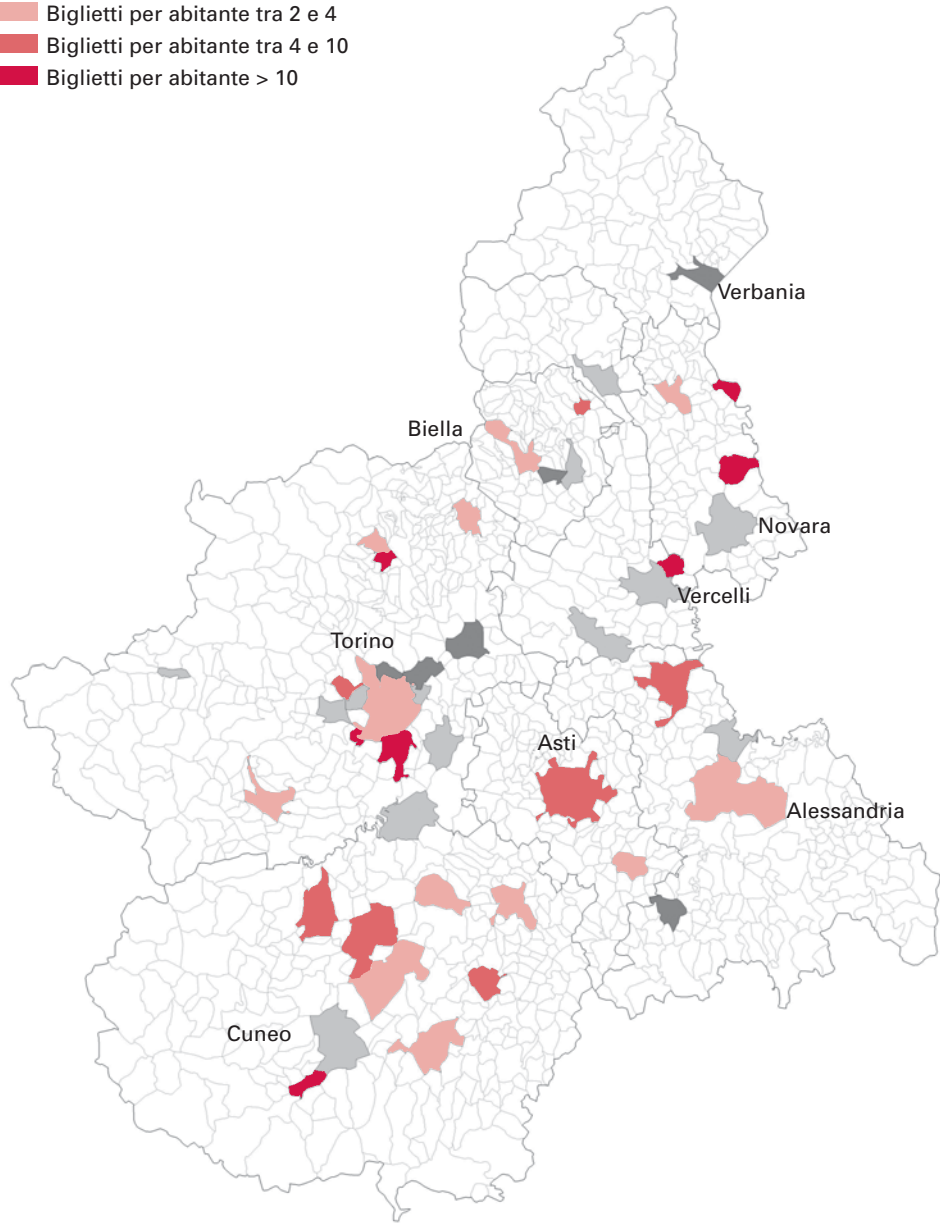 Biglietti per abitante tra 2 e 4
Biglietti per abitante tra 4 e 10
Biglietti per abitante > 10
Verbania
Biella
Novara
Vercelli
Torino
Asti
Alessandria
Cuneo